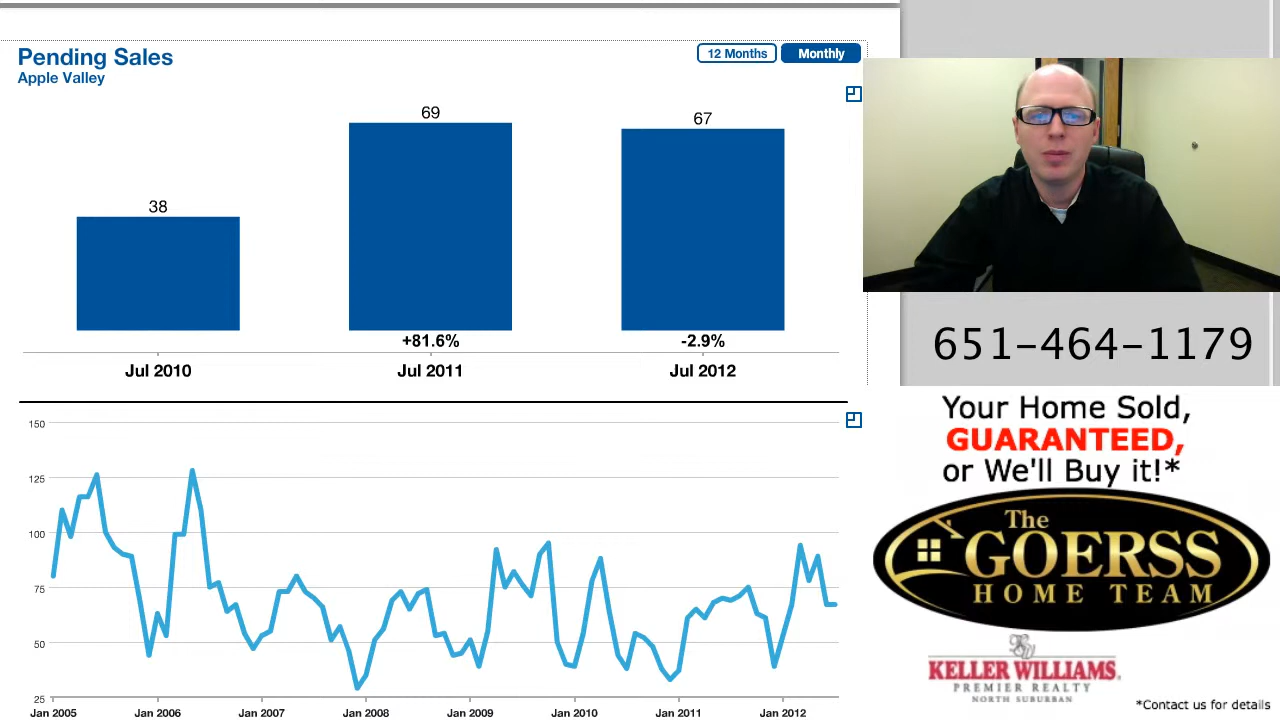 Pending Sales
Apple Valley
12 Months
Monthly
38
69
67
+81.6%
-2.9%
Jul 2010
Jul 2011
Jul 2012
150
125
100
75
50
25
Jan 2005
Jan 2006
Jan 2007
Jan 2008
Jan 2009
Jan 2010
Jan 2011
Jan 2012
651-464-1179
Your Home Sold,
GUARANTEED,
or We'll Buy it!*
The
GOERSS
HOME TEAM
KELLER WILLIAMS.
PREMIER REALTY
NORTH SUBURBAN
*Contact us for details